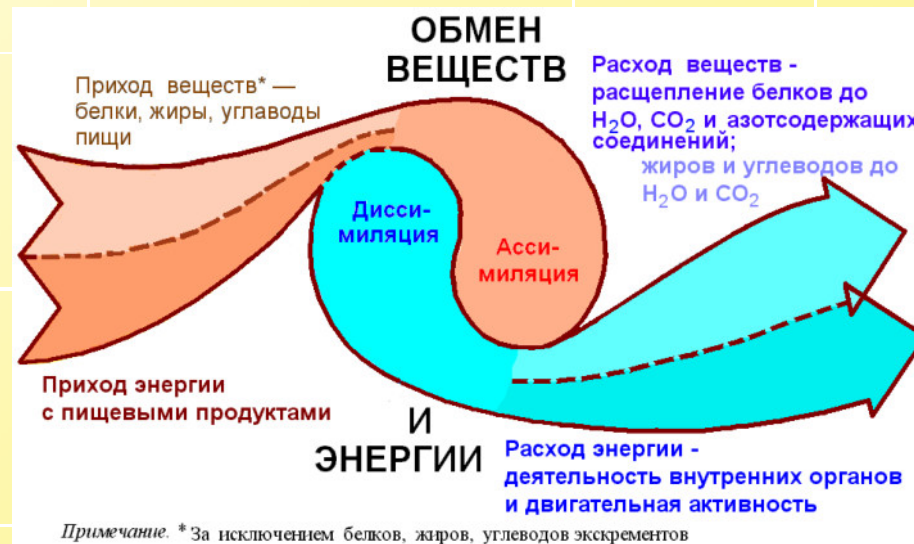 ОБМЕН
ВЕЩЕСТВ
Приход веществ* —
белки, жиры, углаводы
пищи
Расход веществ -
расщепление белков до
H₂O, CO₂ и азотсодержащих
соединений;
жиров и углеводов до
H₂O и CO₂
Дисси-
миляция
Асси-
миляция
Приход энергии
с пищевыми продуктами
И
ЭНЕРГИИ
Расход энергии -
деятельность внутренних органов
и двигательная активность
Примечание. * За исключением белков, жиров, углеводов экскрементов